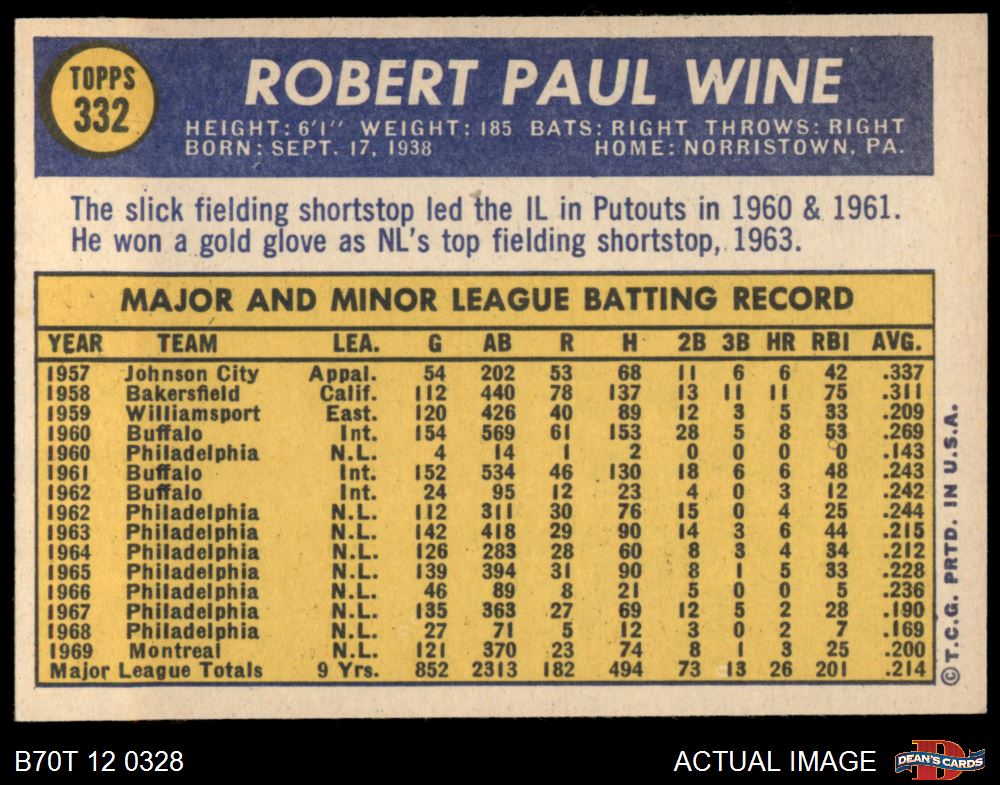 TOPPS
332
ROBERT PAUL WINE
HEIGHT: 6'1" WEIGHT: 185 BATS: RIGHT THROWS: RIGHT
BORN: SEPT. 17, 1938 HOME: NORRISTOWN, PA.
The slick fielding shortstop led the IL in Putouts in 1960 & 1961.
He won a gold glove as NL's top fielding shortstop, 1963.
MAJOR AND MINOR LEAGUE BATTING RECORD
YEAR TEAM LEA. G AB R H 2B 3B HR RBI AVG.
1957 Johnson City Appal. 54 202 53 68 11 6 6 42 .337
1958 Bakersfield Calif. 112 440 78 137 13 11 11 75 .311
1959 Williamsport East. 120 426 40 89 12 3 5 33 .209
1960 Buffalo Int. 154 569 61 153 28 5 8 53 .269
1960 Philadelphia N.L. 4 14 1 2 0 0 0 0 .143
1961 Buffalo Int. 152 534 46 130 18 6 6 48 .243
1962 Buffalo Int. 24 95 12 23 4 0 3 12 .242
1962 Philadelphia N.L. 112 311 30 76 15 0 4 25 .244
1963 Philadelphia N.L. 142 418 29 90 14 3 6 44 .215
1964 Philadelphia N.L. 126 283 28 60 8 3 4 34 .212
1965 Philadelphia N.L. 139 394 31 90 8 1 5 33 .228
1966 Philadelphia N.L. 46 89 8 21 5 0 0 5 .236
1967 Philadelphia N.L. 135 363 27 69 12 5 2 28 .190
1968 Philadelphia N.L. 27 71 5 12 3 0 2 7 .169
1969 Montreal N.L. 121 370 23 74 8 1 3 25 .200
Major League Totals 9 Yrs. 852 2313 182 494 73 13 26 201 .214
©T.C.G. PRTD. IN U.S.A.
B70T 12 0328
ACTUAL IMAGE
D
DEAN'S CARDS